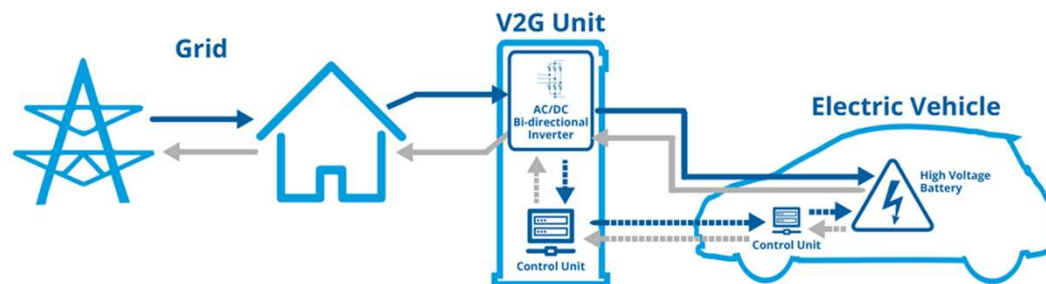 V2G Unit
Grid
AC/DC
Bi-directional
Inverter
Electric Vehicle
High Voltage
Battery
Control Unit
Control Unit